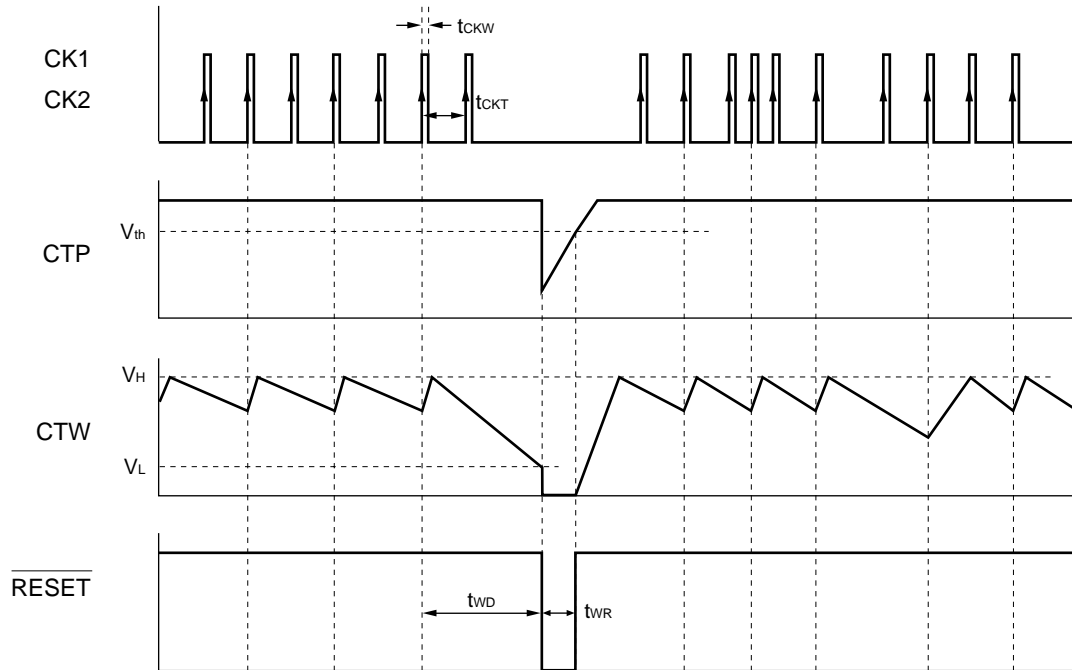 tCKW
CK1
CK2
tCKT
Vth
CTP
VH
CTW
VL
RESET
tWD
tWR